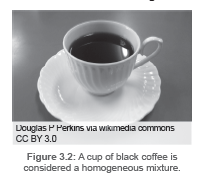 Douglas P Perkins via wikimedia commons
CC BY 3.0
Figure 3.2: A cup of black coffee is
considered a homogeneous mixture.